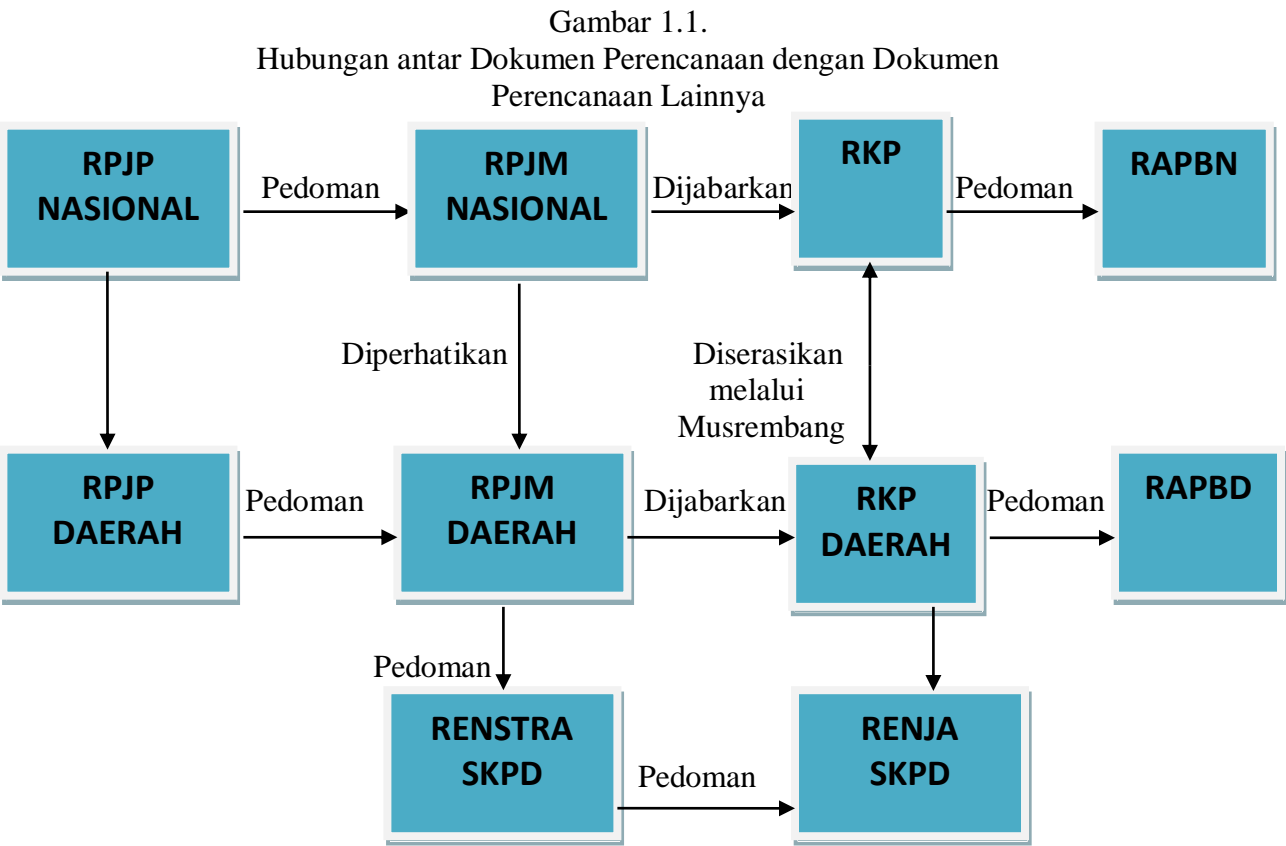 Gambar 1.1.
Hubungan antar Dokumen Perencanaan dengan Dokumen
Perencanaan Lainnya
RPJP
NASIONAL
Pedoman
RPJM
NASIONAL
Dijabarkan
RKP
Pedoman
RAPBN
Diperhatikan
Diserasikan
melalui
Musrembang
RPJP
DAERAH
Pedoman
RPJM
DAERAH
Dijabarkan
RKP
DAERAH
Pedoman
RAPBD
Pedoman
RENSTRA
SKPD
Pedoman
RENJA
SKPD